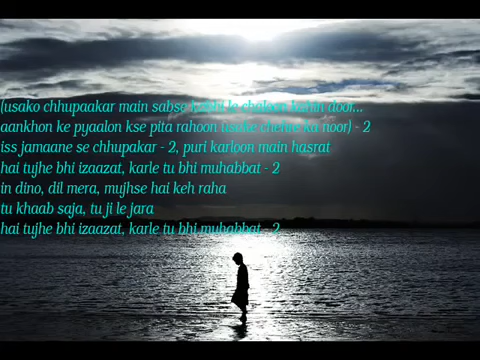 (usako chhupaakar main sabse kabhi le chaloon kahin door...
aankhon ke pyaalon kse pita rahoon usake chehre ka noor) - 2
iss jamaane se chhupakar - 2, puri karloon main hasrat
hai tujhe bhi izaazat, karle tu bhi muhabbat - 2
in dino, dil mera, mujhse hai keh raha
tu khaab saja, tu ji le jara
hai tujhe bhi izaazat, karle tu bhi muhabbat - 2